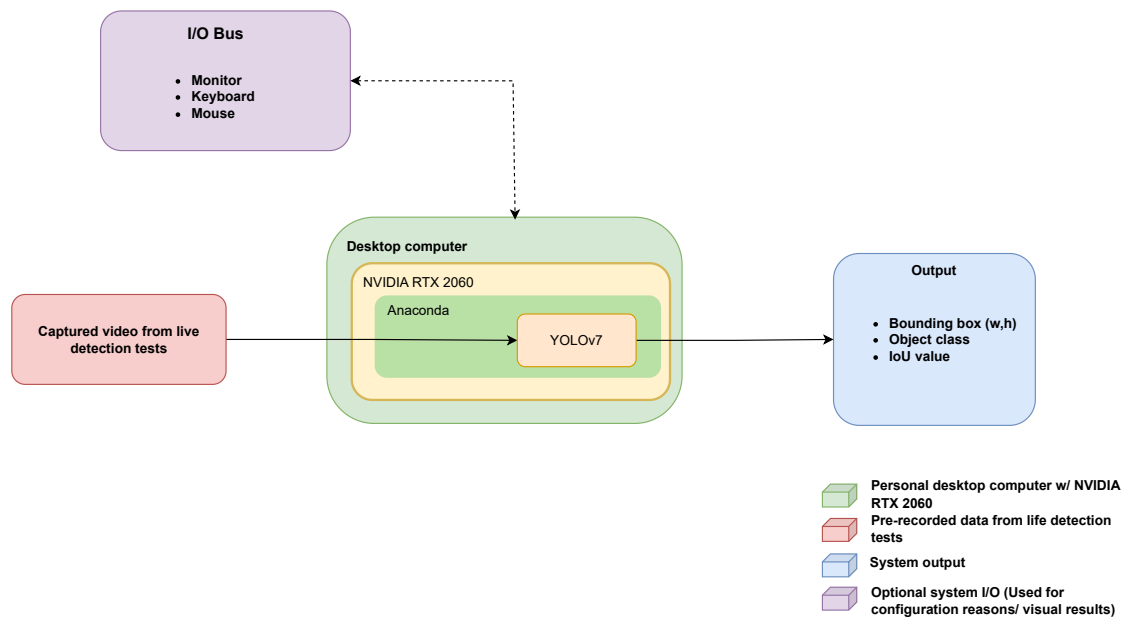 I/O Bus
• Monitor
• Keyboard
• Mouse
Desktop computer
NVIDIA RTX 2060
Anaconda
YOLOv7
Captured video from live
detection tests
Output
• Bounding box (w,h)
• Object class
• IoU value
Personal desktop computer w/ NVIDIA
RTX 2060
Pre-recorded data from life detection
tests
System output
Optional system I/O (Used for
configuration reasons/ visual results)